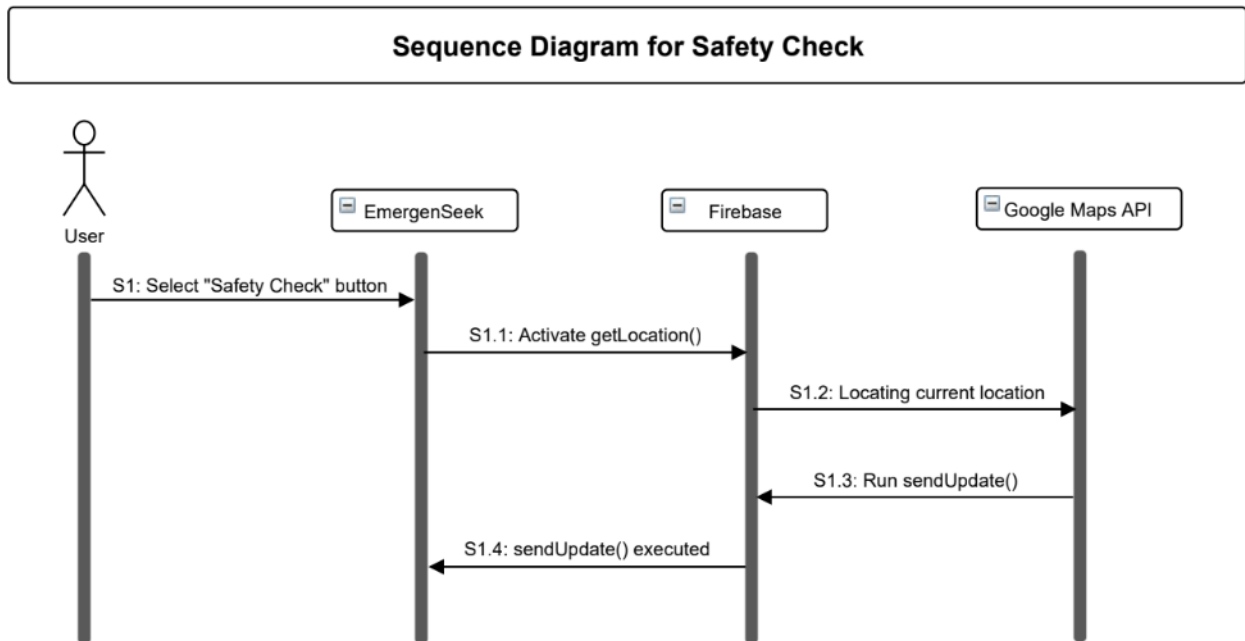 Sequence Diagram for Safety Check
User
EmergenSeek
Firebase
Google Maps API
S1: Select "Safety Check" button
S1.1: Activate getLocation()
S1.2: Locating current location
S1.3: Run sendUpdate()
S1.4: sendUpdate() executed